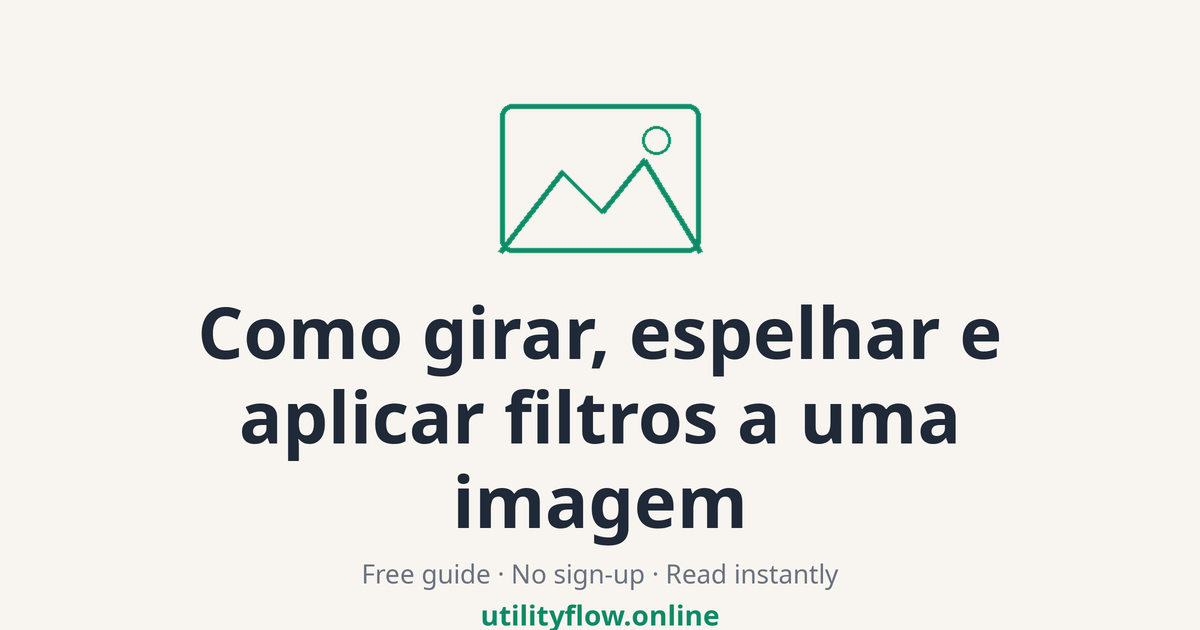 Como girar, espelhar e
aplicar filtros a uma
imagem
Free guide · No sign-up · Read instantly
utilityflow.online